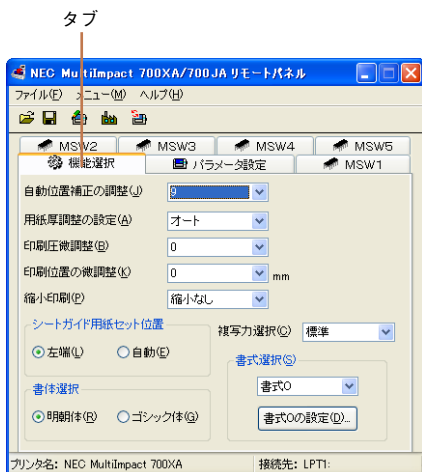 タブ
NEC MultiImpact 700XA/700JA リモートパネル
ファイル(F) メニュー(M) ヘルプ(H)
MSW2 MSW3 MSW4 MSW5
機能選択 パラメータ設定 MSW1
自動位置補正の調整(J) 9
用紙厚調整の設定(A) オート
印刷圧微調整(B) 0
印刷位置の微調整(K) 0 mm
縮小印刷(P) 縮小なし
シートガイド用紙セット位置
左端(L) 自動(E)
複写力選択(C) 標準
書式選択(S)
書式0
書式0の設定(D)...
書体選択
明朝体(R) ゴシック体(G)
プリンタ名: NEC MultiImpact 700XA 接続先: LPT1: